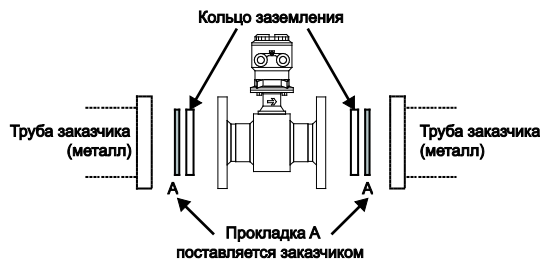 Кольцо заземления
Труба заказчика
(металл)
Труба заказчика
(металл)
А
А
Прокладка А
поставляется заказчиком